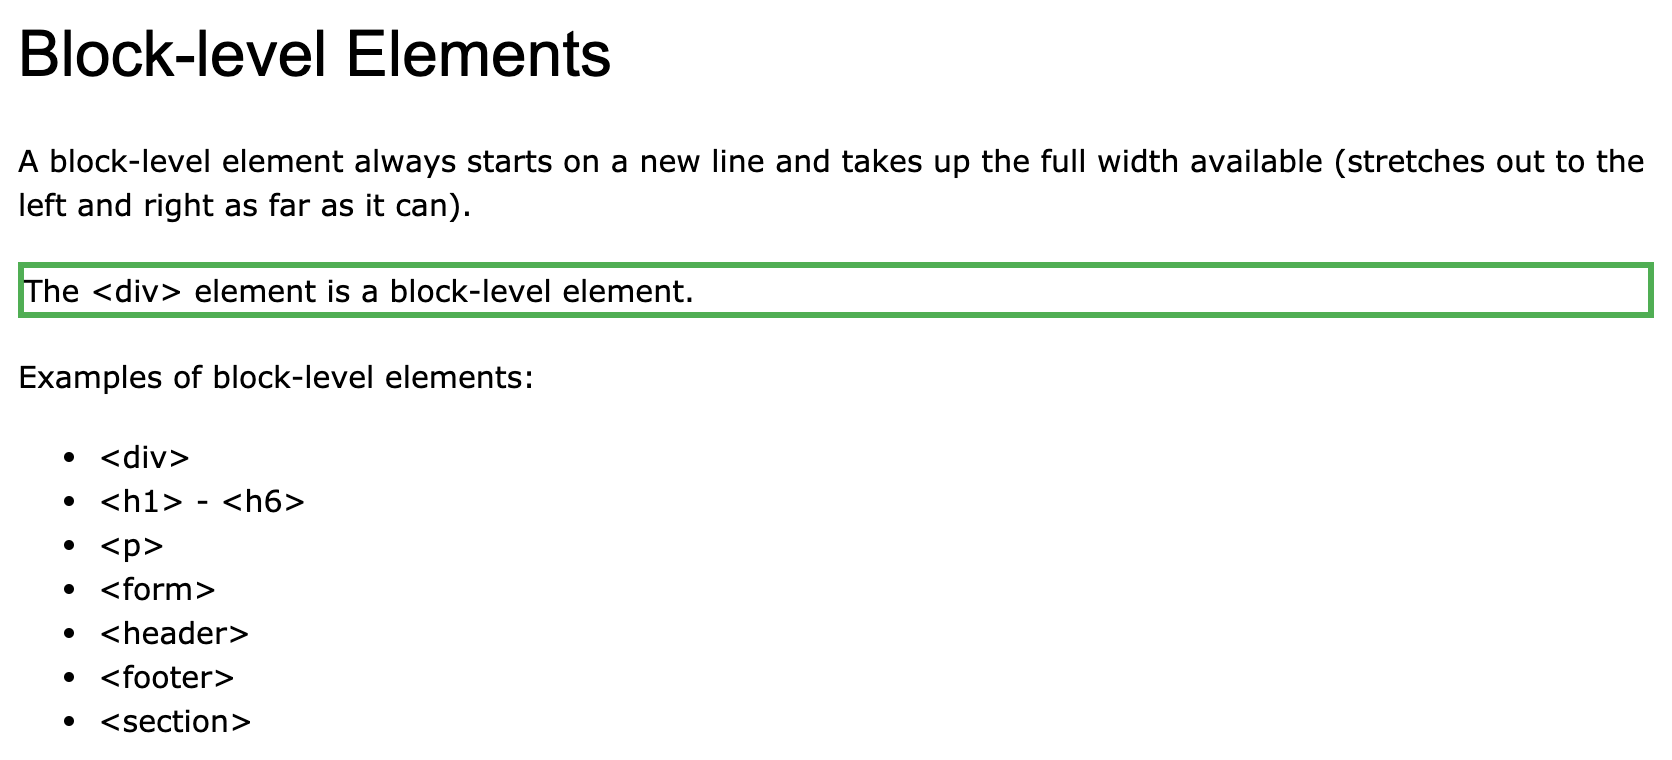 Block-level Elements
A block-level element always starts on a new line and takes up the full width available (stretches out to the
left and right as far as it can).
The <div> element is a block-level element.
Examples of block-level elements:
• <div>
• <h1> - <h6>
• <p>
• <form>
• <header>
• <footer>
• <section>